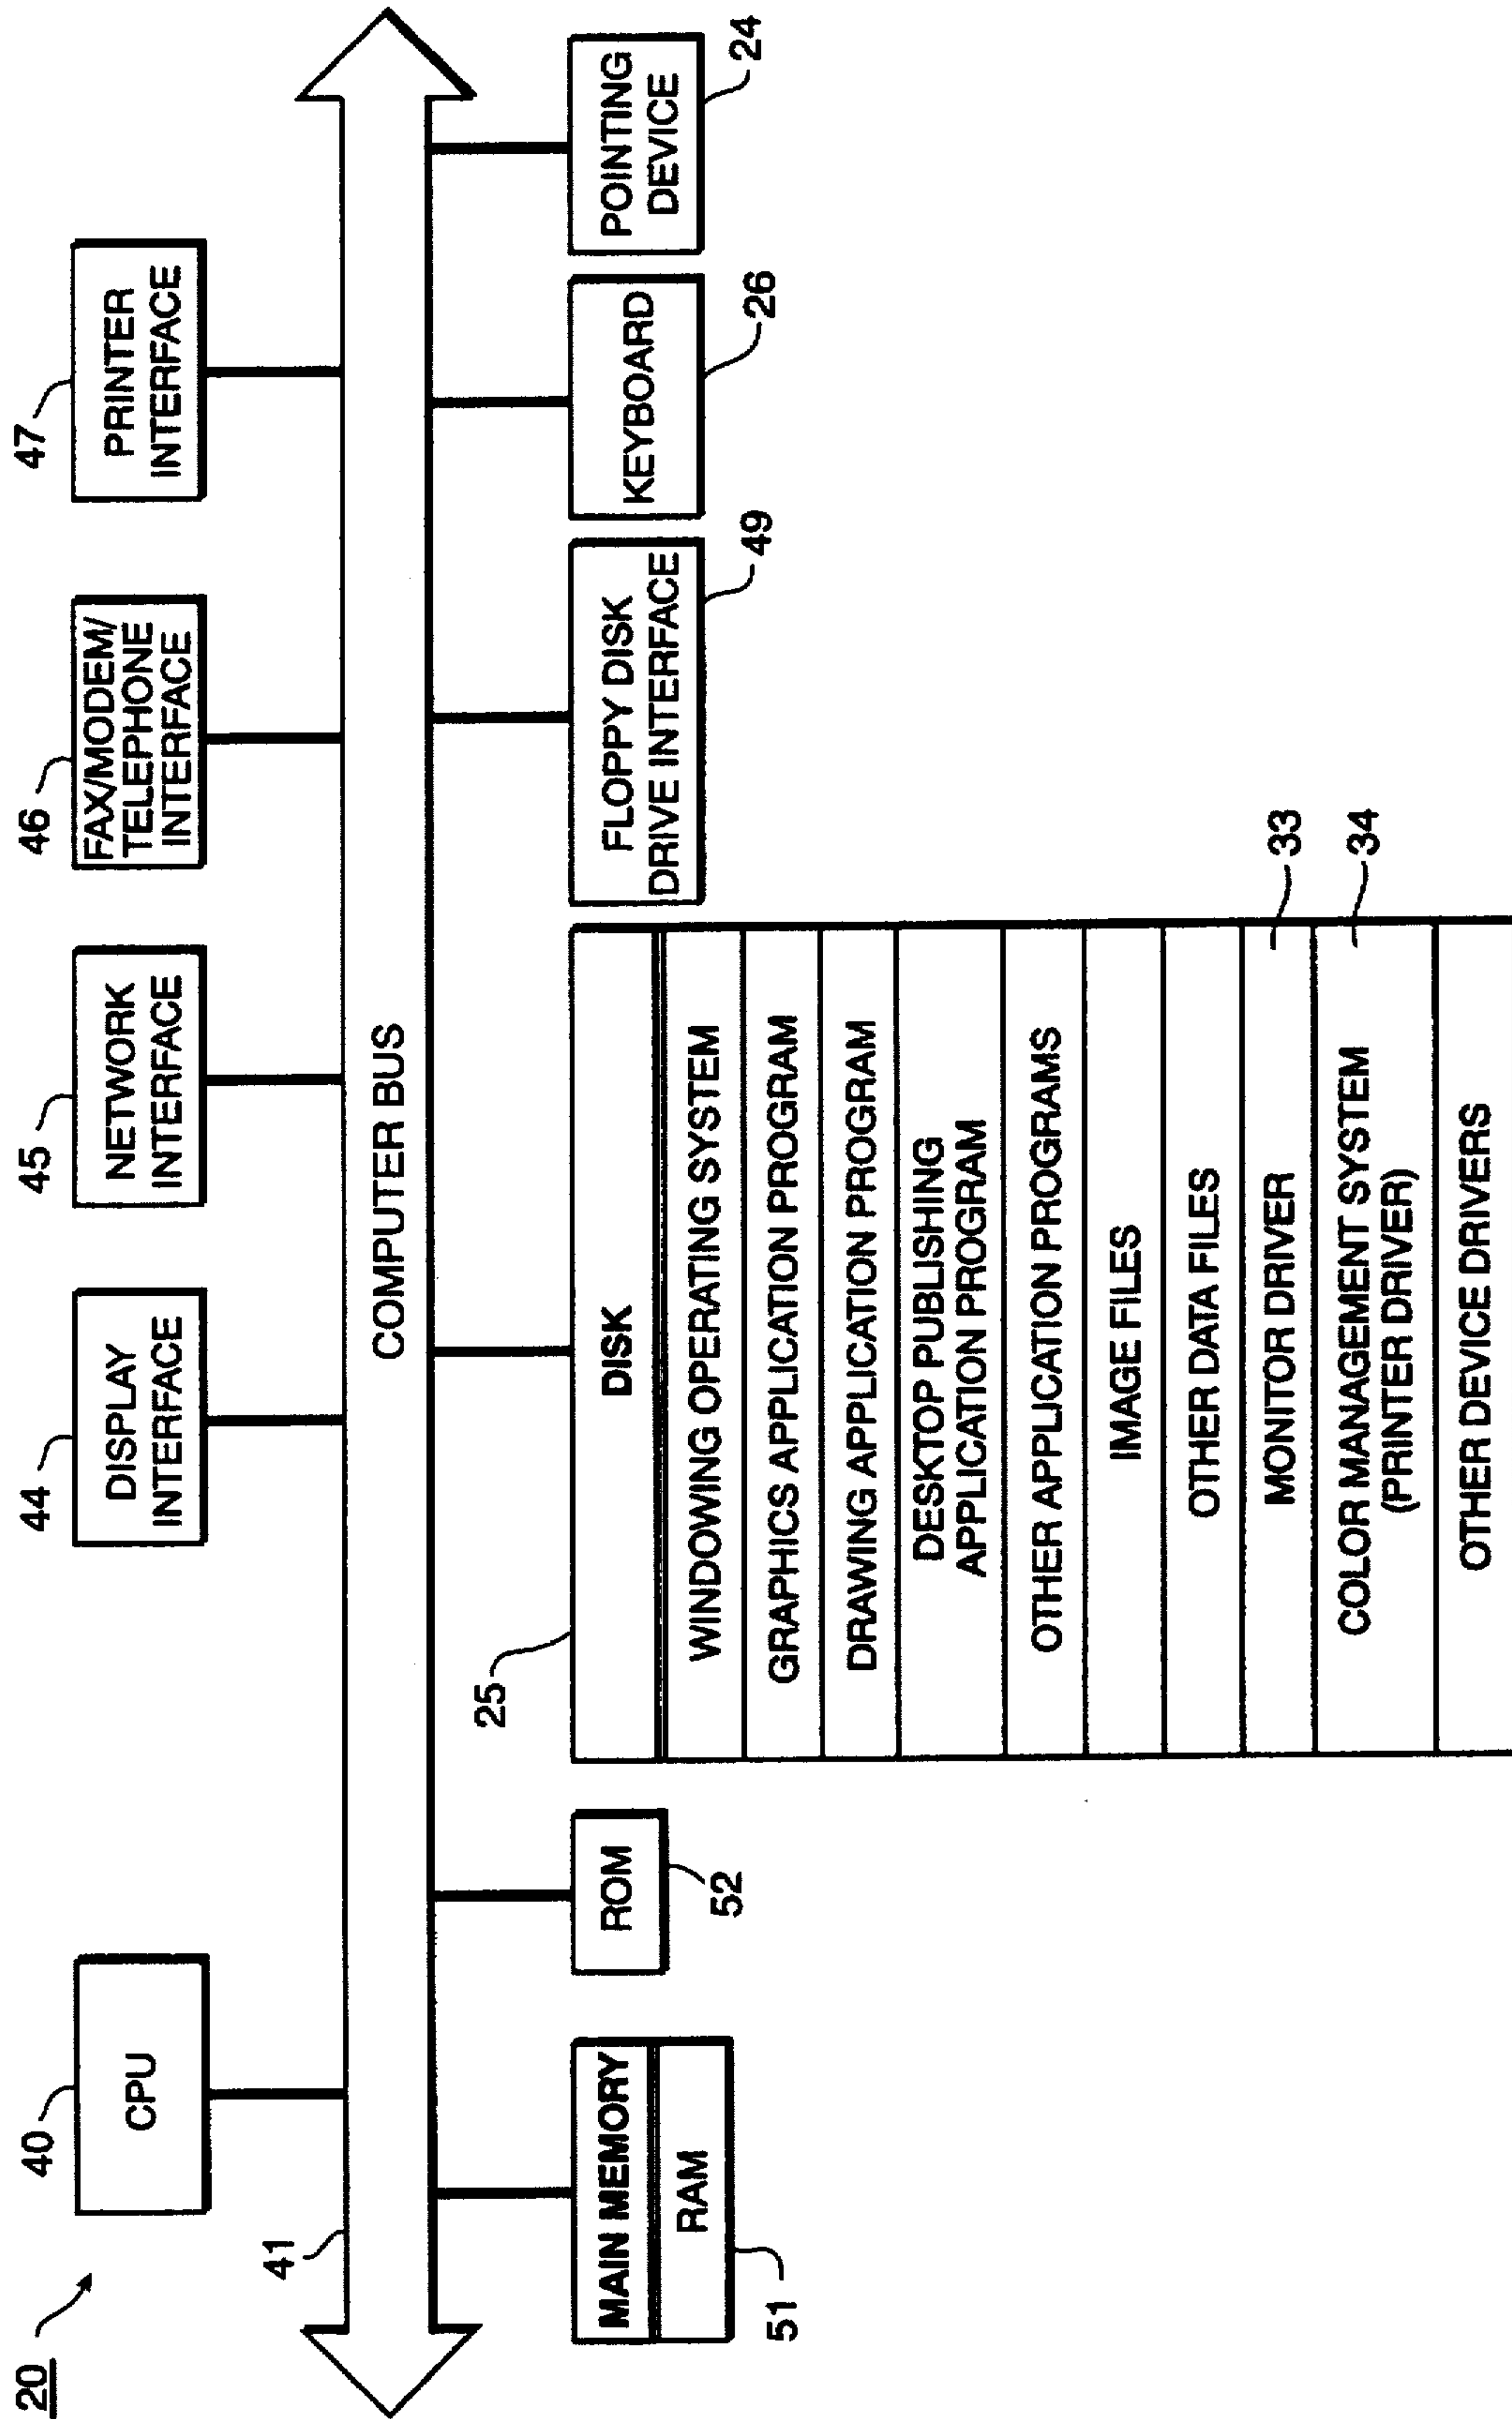 20
40
CPU
44
DISPLAY
INTERFACE
45
NETWORK
INTERFACE
46
FAX/MODEM/
TELEPHONE
INTERFACE
47
PRINTER
INTERFACE
41
COMPUTER BUS
MAIN MEMORY
RAM
51
ROM
52
25
DISK
WINDOWING OPERATING SYSTEM
GRAPHICS APPLICATION PROGRAM
DRAWING APPLICATION PROGRAM
DESKTOP PUBLISHING
APPLICATION PROGRAM
OTHER APPLICATION PROGRAMS
IMAGE FILES
OTHER DATA FILES
MONITOR DRIVER
33
COLOR MANAGEMENT SYSTEM
(PRINTER DRIVER)
34
OTHER DEVICE DRIVERS
FLOPPY DISK
DRIVE INTERFACE
49
KEYBOARD
26
POINTING
DEVICE
24